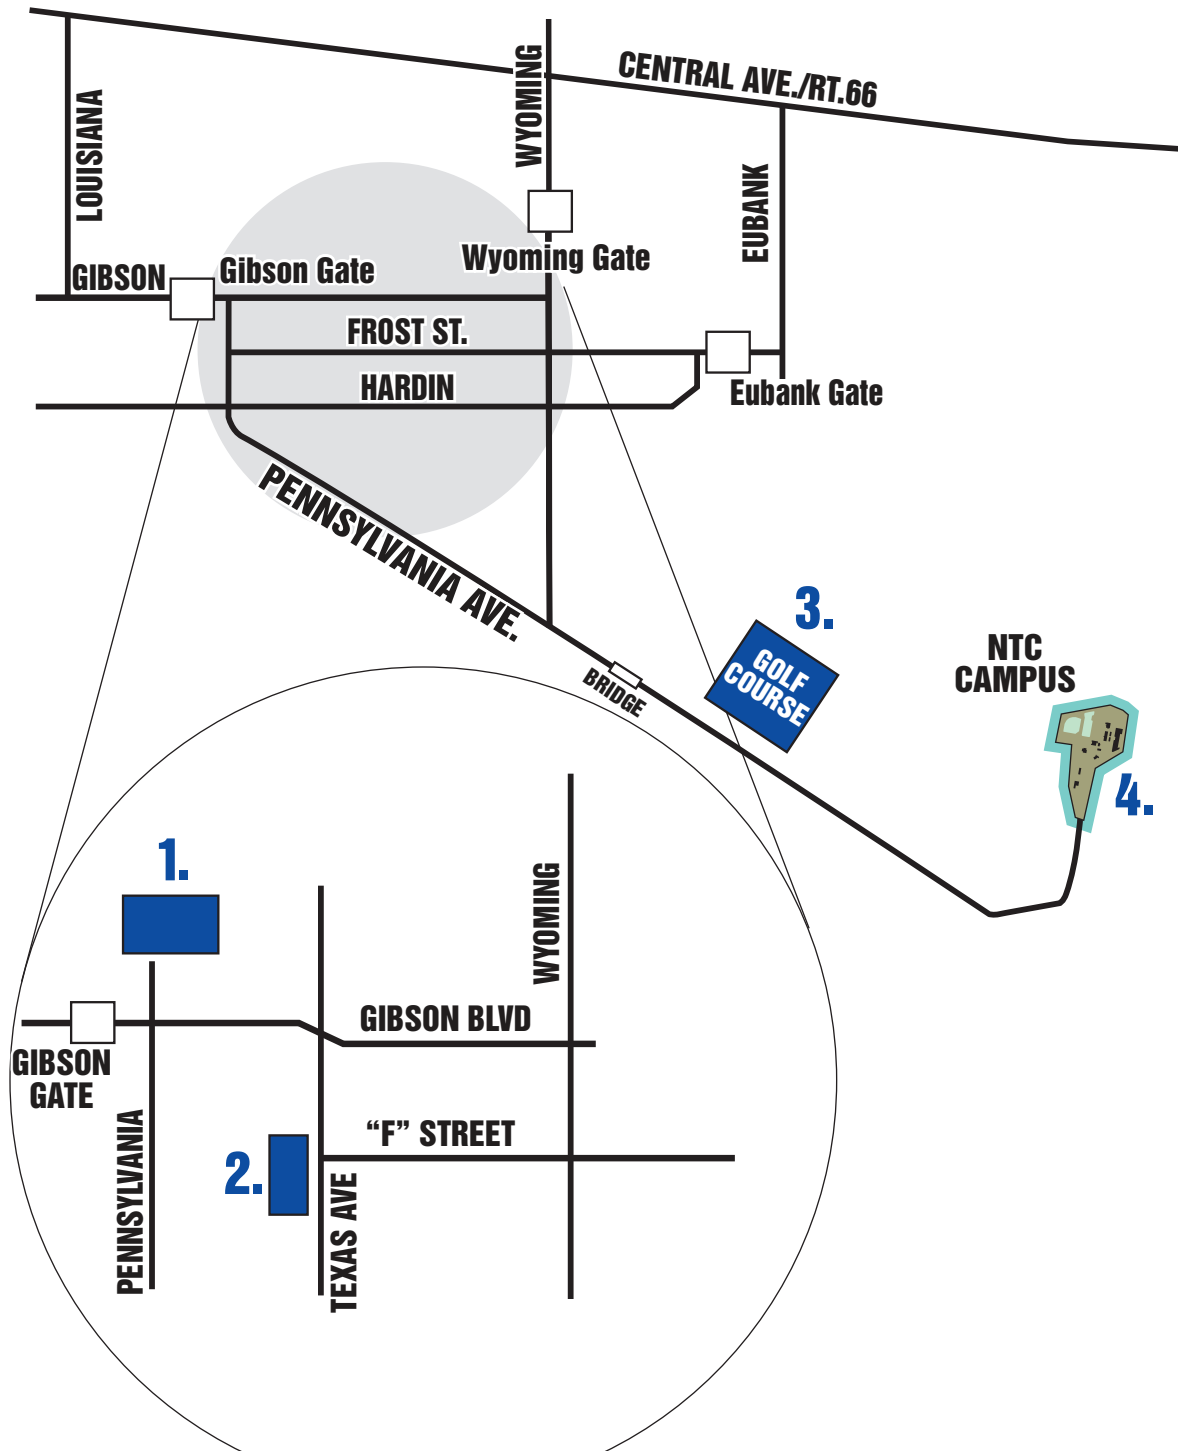 CENTRAL AVE./RT.66
WYOMING
LOUISIANA
EUBANK
Wyoming Gate
Gibson Gate
GIBSON
FROST ST.
HARDIN
Eubank Gate
PENNSYLVANIA AVE.
3.
GOLF
COURSE
BRIDGE
NTC
CAMPUS
4.
1.
WYOMING
GIBSON BLVD
GIBSON
GATE
PENNSYLVANIA
“F” STREET
2.
TEXAS AVE